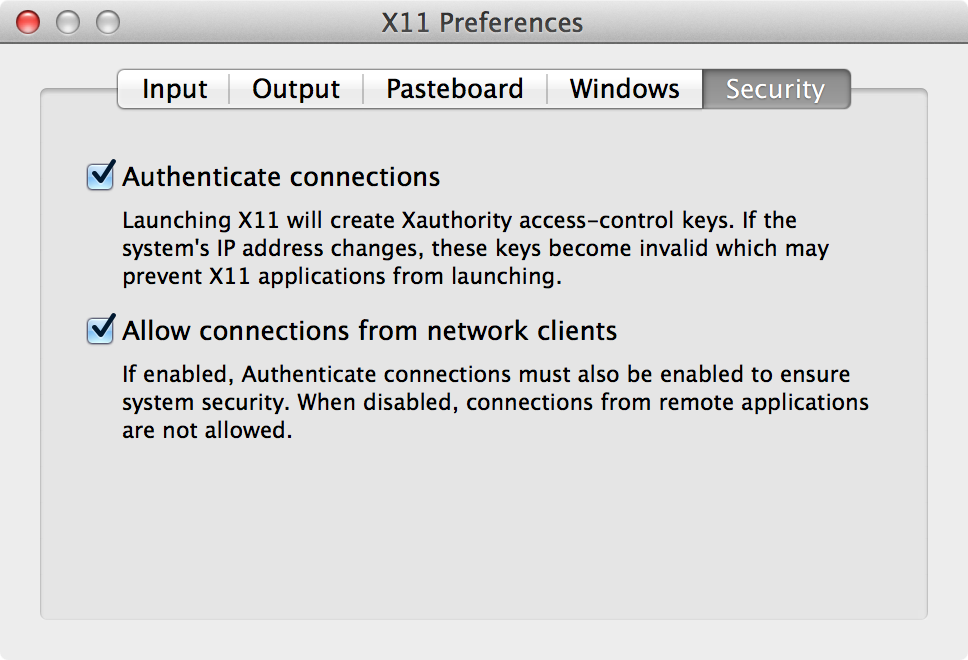 X11 Preferences
Input Output Pasteboard Windows Security
Authenticate connections
Launching X11 will create Xauthority access-control keys. If the
system's IP address changes, these keys become invalid which may
prevent X11 applications from launching.
Allow connections from network clients
If enabled, Authenticate connections must also be enabled to ensure
system security. When disabled, connections from remote applications
are not allowed.